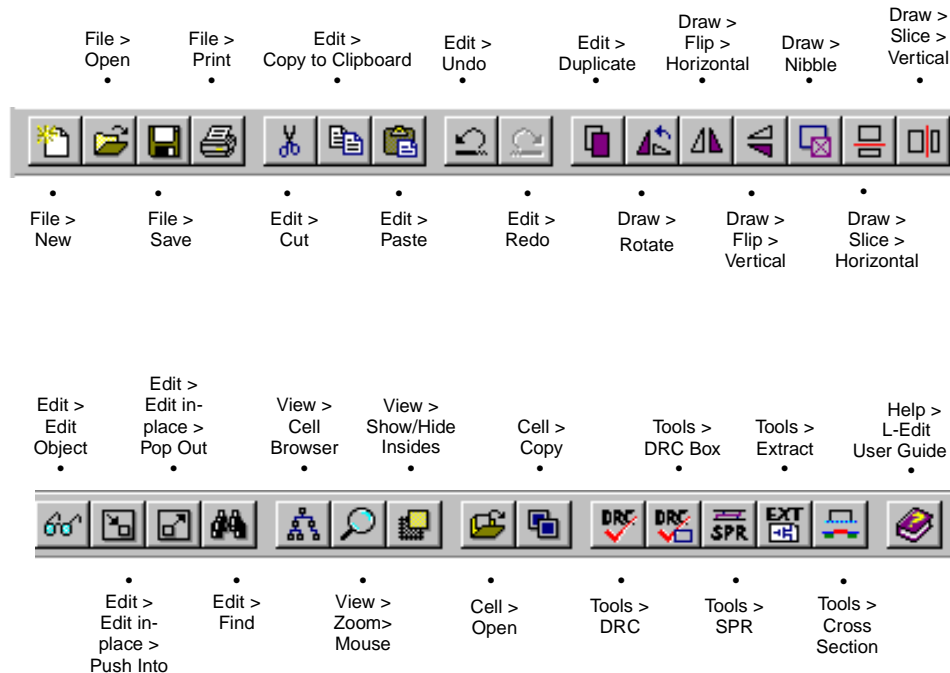 File >
Open
File >
Print
Edit >
Copy to Clipboard
Edit >
Undo
Edit >
Duplicate
Draw >
Flip >
Horizontal
Draw >
Nibble
Draw >
Slice >
Vertical
File >
New
File >
Save
Edit >
Cut
Edit >
Paste
Edit >
Redo
Draw >
Rotate
Draw >
Flip >
Vertical
Draw >
Slice >
Horizontal
Edit >
Edit
Object
Edit >
Edit in-
place >
Pop Out
View >
Cell
Browser
View >
Show/Hide
Insides
Cell >
Copy
Tools >
DRC Box
Tools >
Extract
Help >
L-Edit
User Guide
DRC
DRC
SPR
EXT
Edit >
Edit in-
place >
Push Into
Edit >
Find
View >
Zoom>
Mouse
Cell >
Open
Tools >
DRC
Tools >
SPR
Tools >
Cross
Section